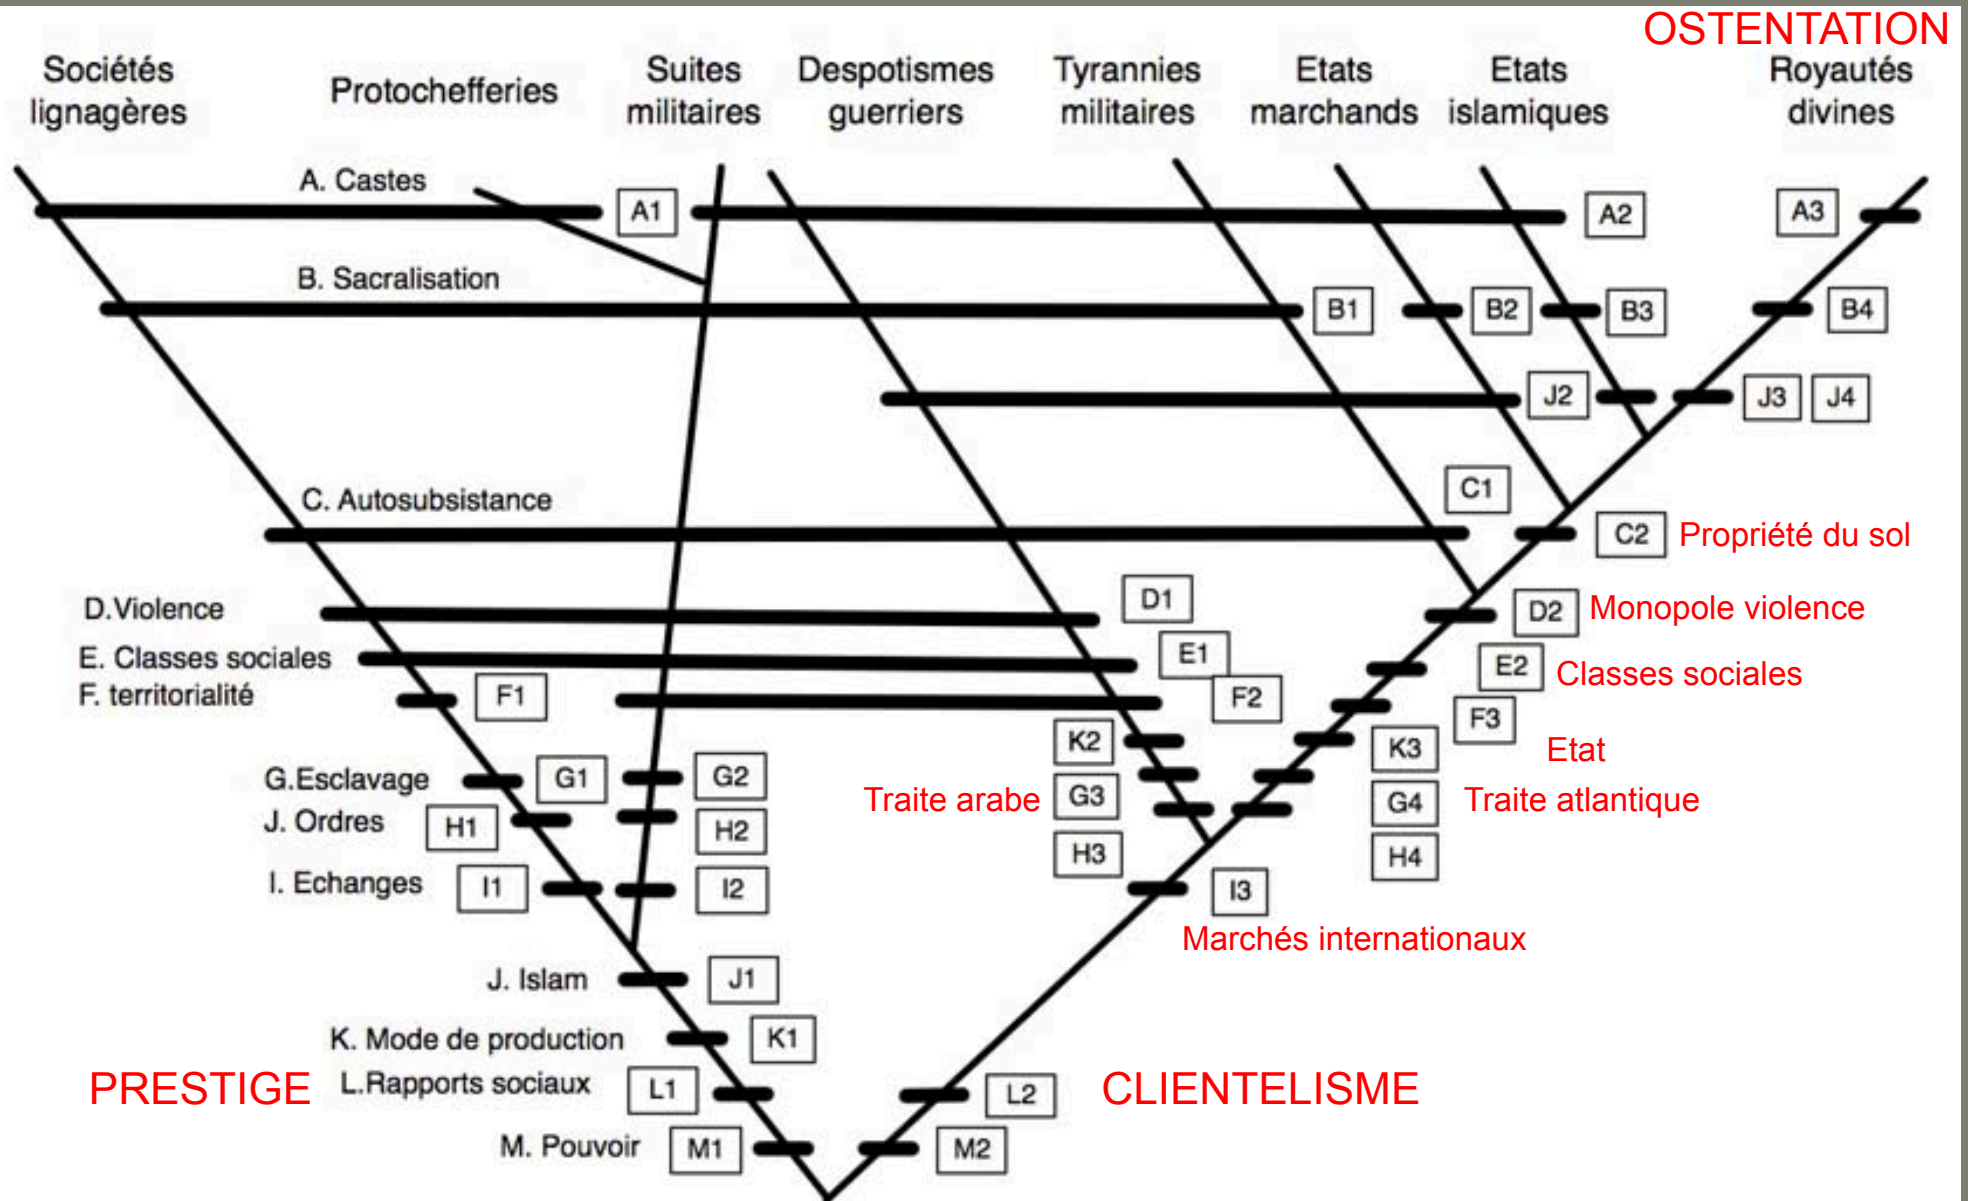 OSTENTATION
Sociétés
lignagères
Protochefferies
Suites
militaires
Despotismes
guerriers
Tyrannies
militaires
Etats
marchands
Etats
islamiques
Royautés
divines
A. Castes
A1
A2
A3
B. Sacralisation
B1
B2
B3
B4
J2
J3
J4
C. Autosubsistance
C1
C2
Propriété du sol
D.Violence
D1
D2
Monopole violence
E. Classes sociales
E1
E2
Classes sociales
F. territorialité
F1
F2
F3
K2
K3
Etat
G.Esclavage
G1
G2
Traite arabe
G3
G4
Traite atlantique
J. Ordres
H1
H2
H3
H4
I. Echanges
I1
I2
I3
Marchés internationaux
J. Islam
J1
K. Mode de production
K1
PRESTIGE
L.Rapports sociaux
L1
L2
CLIENTELISME
M. Pouvoir
M1
M2